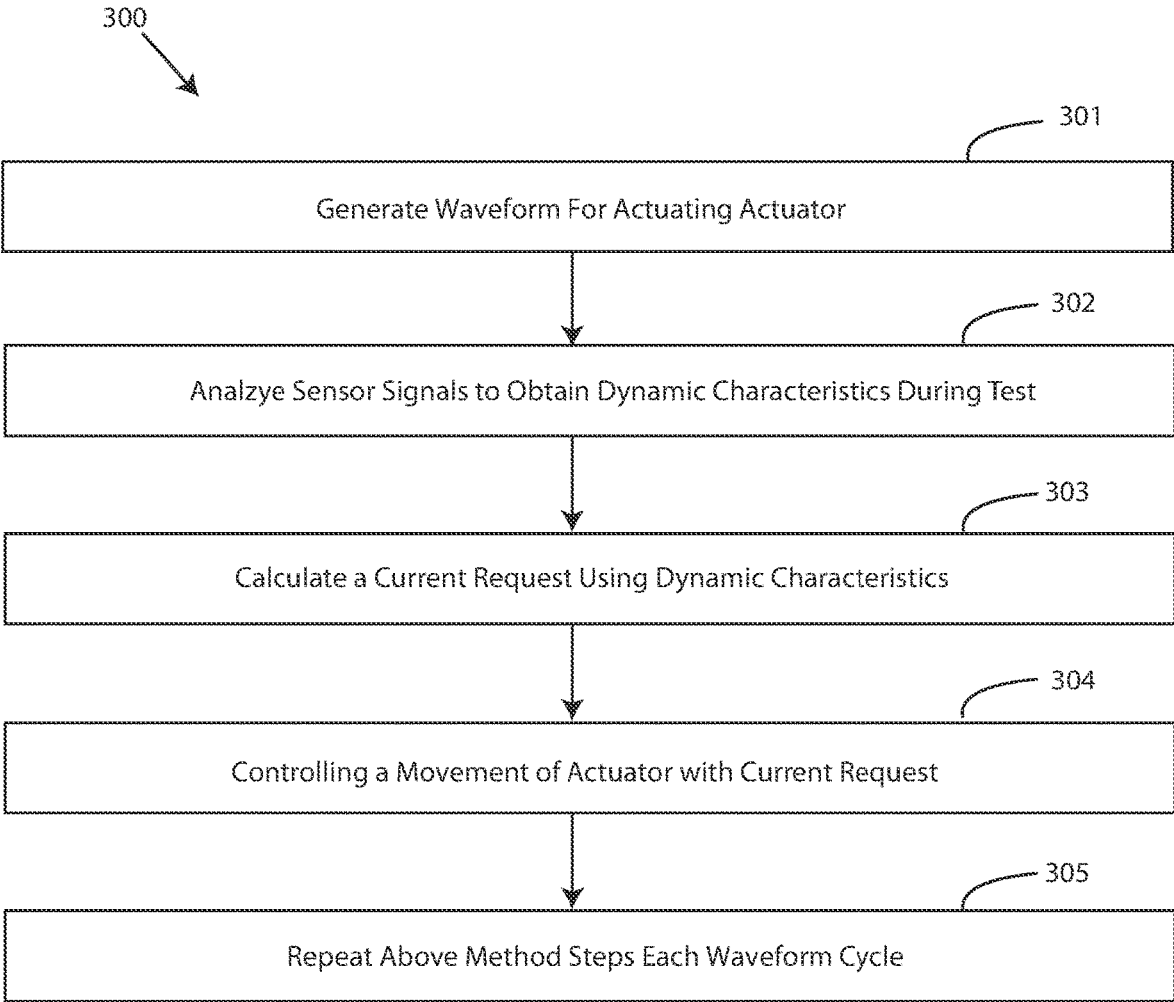 300
301
Generate Waveform For Actuating Actuator
302
Analzye Sensor Signals to Obtain Dynamic Characteristics During Test
303
Calculate a Current Request Using Dynamic Characteristics
304
Controlling a Movement of Actuator with Current Request
305
Repeat Above Method Steps Each Waveform Cycle